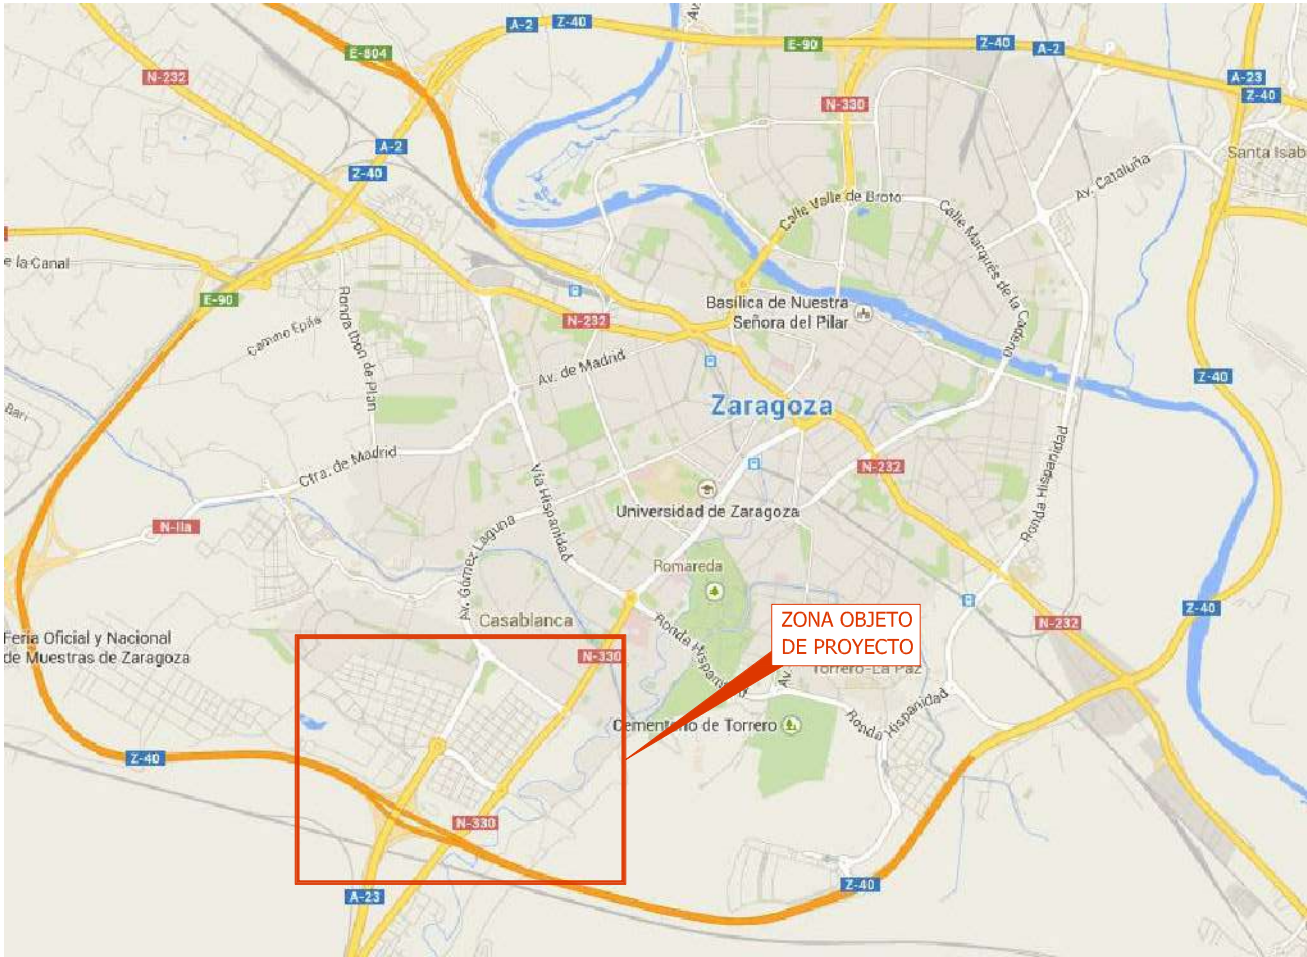 A-2
Z-40
E-804
E-90
Z-40
A-2
N-232
A-23
Z-40
N-330
A-2
Z-40
Santa Isab
Av. Cataluña
Calle Valle de Broto
Calle Marqués de la Cadena
e la Canal
E-90
Ronda Ibón de Plan
Camino Epila
N-232
Basílica de Nuestra
Señora del Pilar
Av. de Madrid
Z-40
Bari
Zaragoza
Ctra. de Madrid
Vía Hispanidad
N-232
Ronda Hispanidad
Universidad de Zaragoza
N-IIa
Av. Gómez Laguna
Romareda
Casablanca
ZONA OBJETO
DE PROYECTO
Z-40
N-232
Feria Oficial y Nacional
de Muestras de Zaragoza
N-330
Ronda Hispanidad
Av.
Torrero-La Paz
Cementerio de Torrero
Ronda Hispanidad
Z-40
N-330
A-23
Z-40